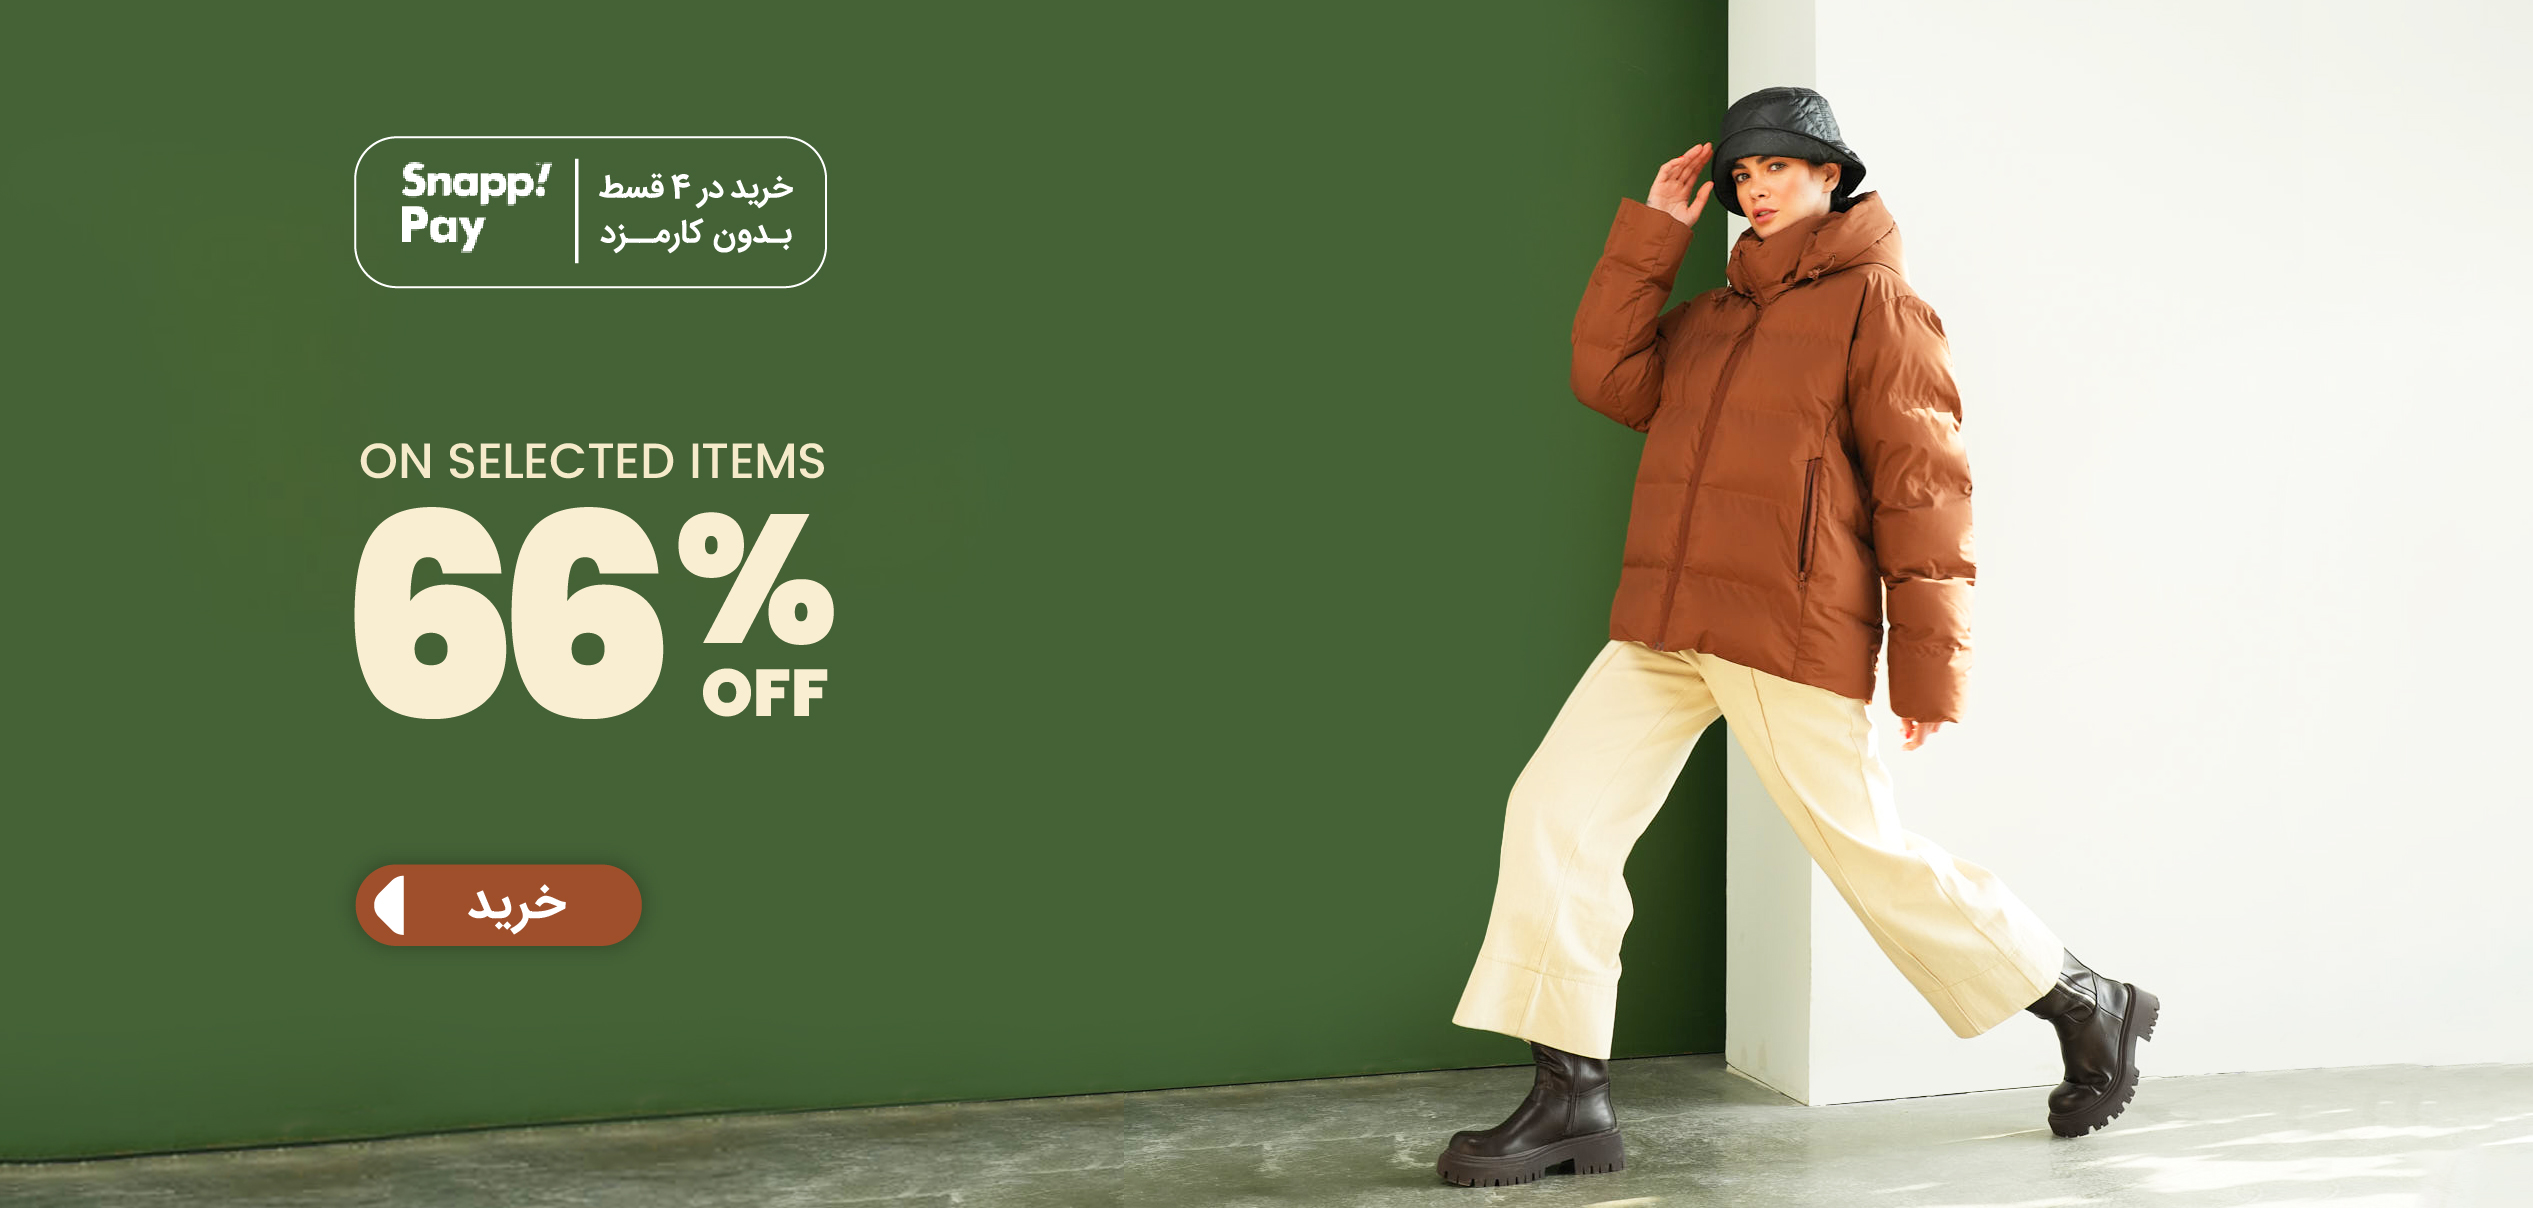 Snapp!
Pay
خرید در ۴ قسط
بـدون کارمـــزد
ON SELECTED ITEMS
66%
OFF
خرید